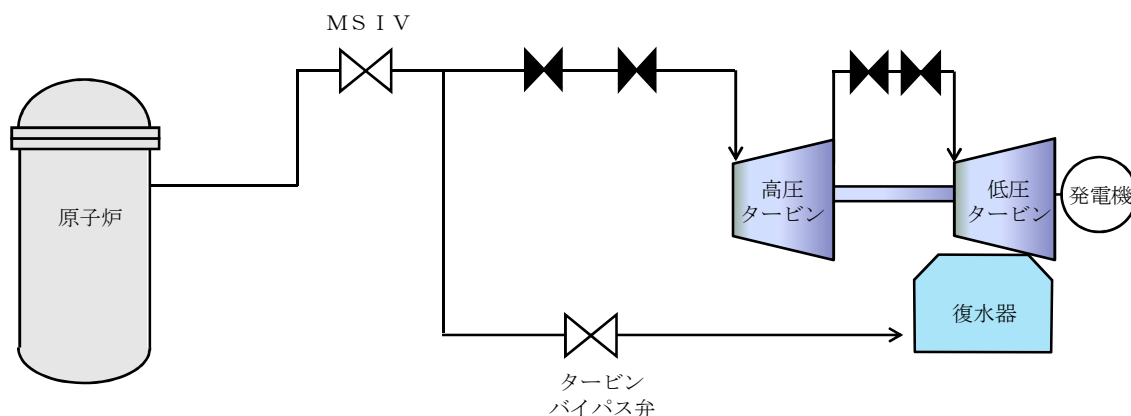 ＭＳＩＶ
原子炉
高圧
タービン
低圧
タービン
発電機
復水器
タービン
バイパス弁